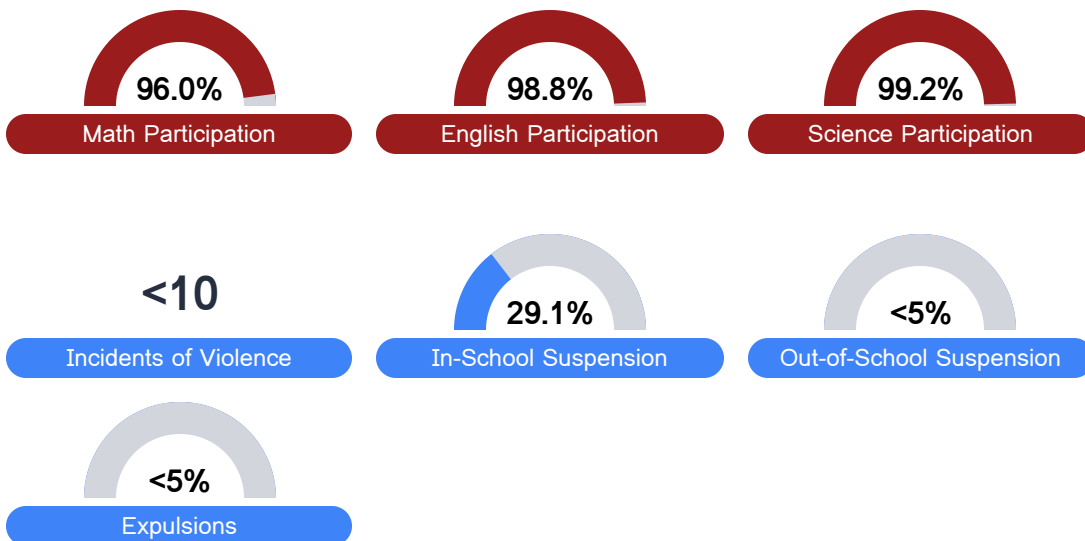 96.0%
98.8%
99.2%
Math Participation
English Participation
Science Participation
<10
29.1%
<5%
Incidents of Violence
In-School Suspension
Out-of-School Suspension
<5%
Expulsions